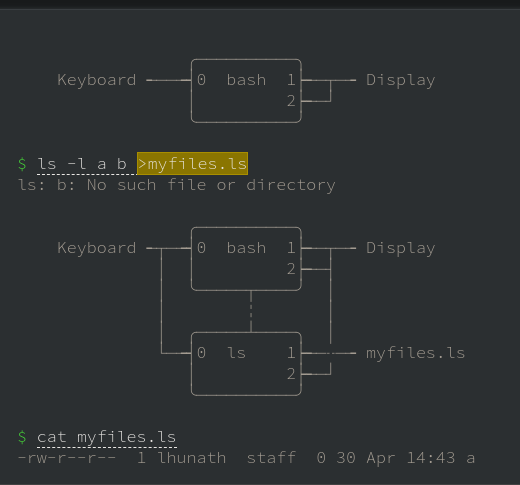 Keyboard 0 bash 1 Display
2
$ ls -l a b >myfiles.ls
ls: b: No such file or directory
Keyboard 0 bash 1 Display
2
0 ls 1 myfiles.ls
2
$ cat myfiles.ls
-rw-r--r-- 1 lhunath staff 0 30 Apr 14:43 a